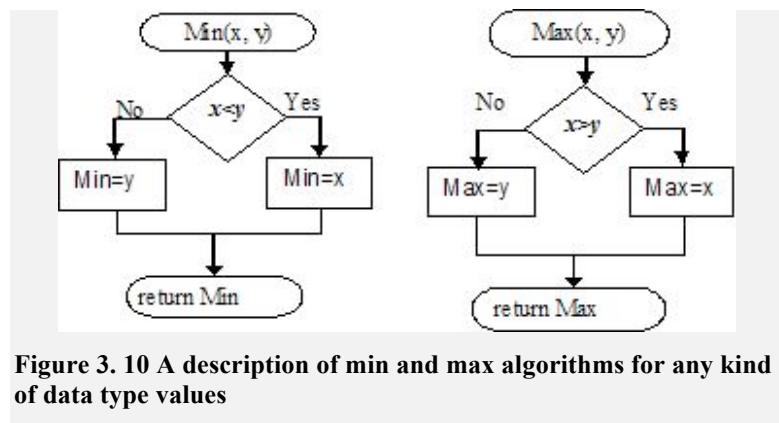 Min(x, y)
No
x<y
Yes
Min=y
Min=x
return Min
Max(x, y)
No
x>y
Yes
Max=y
Max=x
return Max
Figure 3. 10 A description of min and max algorithms for any kind
of data type values